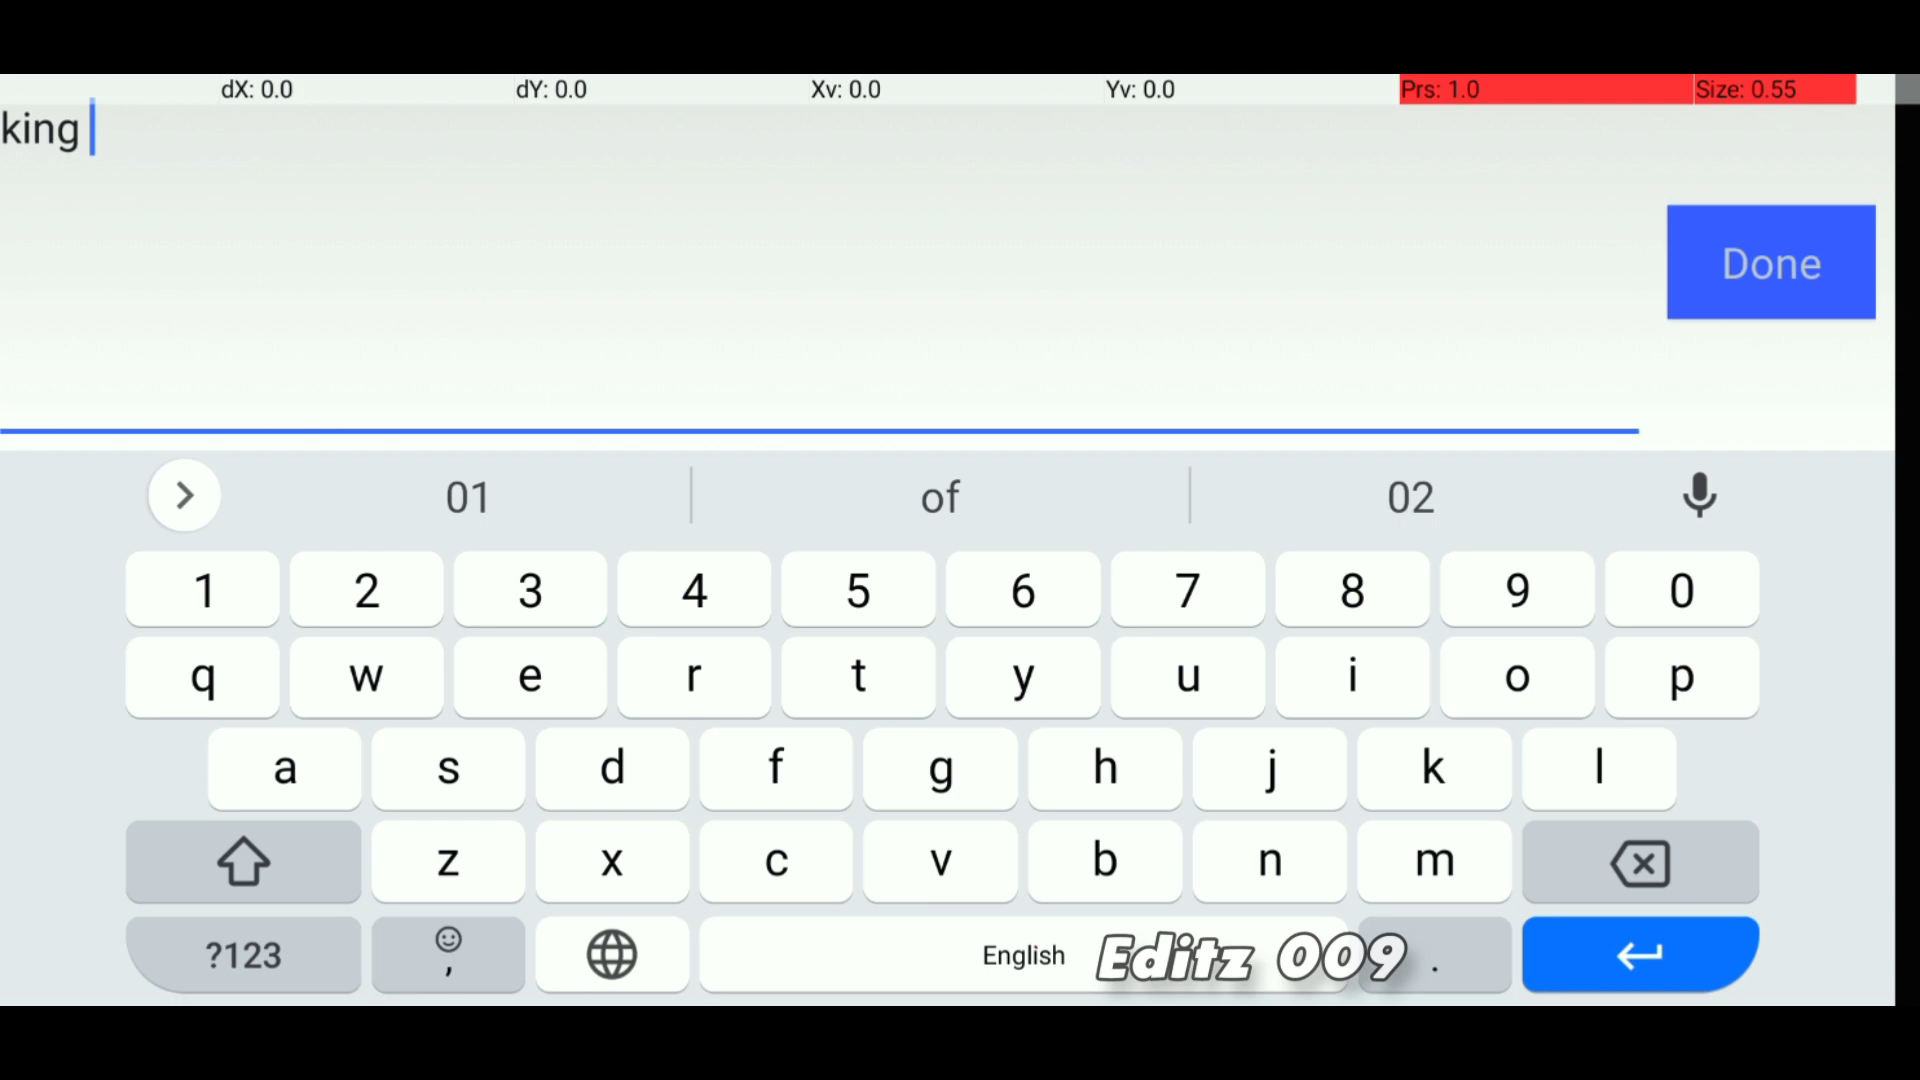 dX: 0.0 dY: 0.0 Xv: 0.0 Yv: 0.0 Prs: 1.0 Size: 0.55
king
Done
01 of 02
1 2 3 4 5 6 7 8 9 0
q w e r t y u i o p
a s d f g h j k l
z x c v b n m
?123 , English Editz 009 .